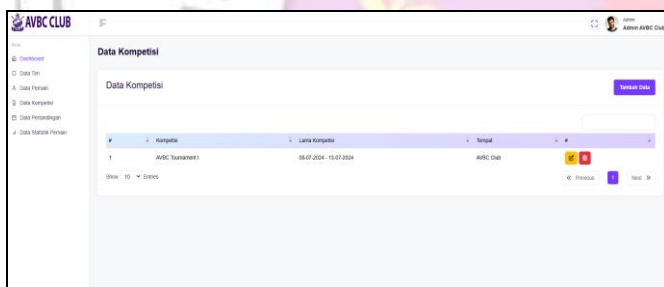 AVBC CLUB
Admin
Admin AVBC Club
Dashboard
Data Tim
Data Pemain
Data Kompetisi
Data Pertandingan
Data Statistik Pemain
Data Kompetisi
Data Kompetisi
Tambah Data
# Kompetisi Lama Kompetisi Tempat #
1 AVBC Tournament 1 08-07-2024 - 13-07-2024 AVBC Club
Show 10 Entries
Previous 1 Next